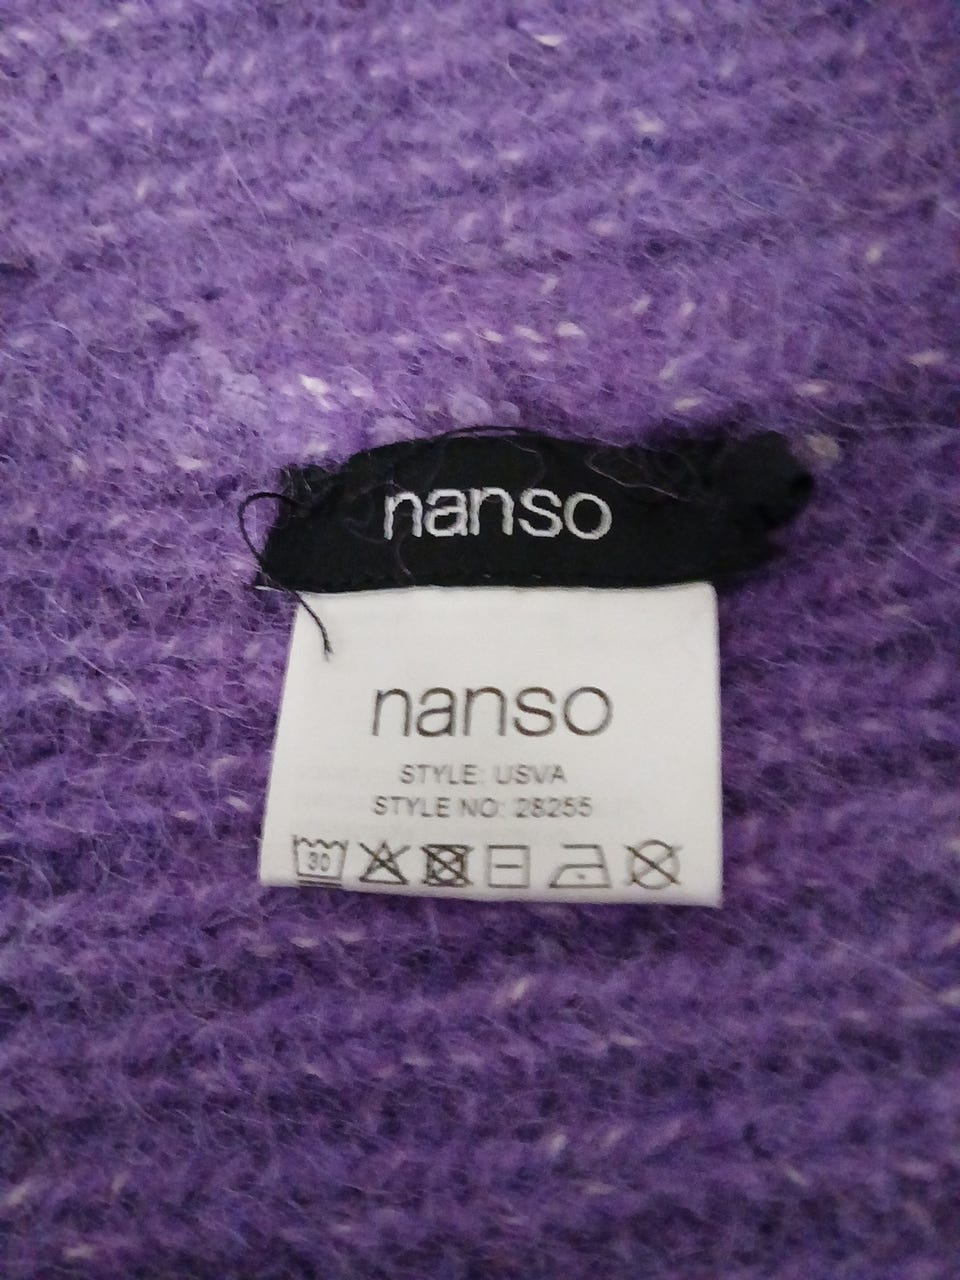 nanso
nanso
STYLE: USVA
STYLE NO: 28255
30